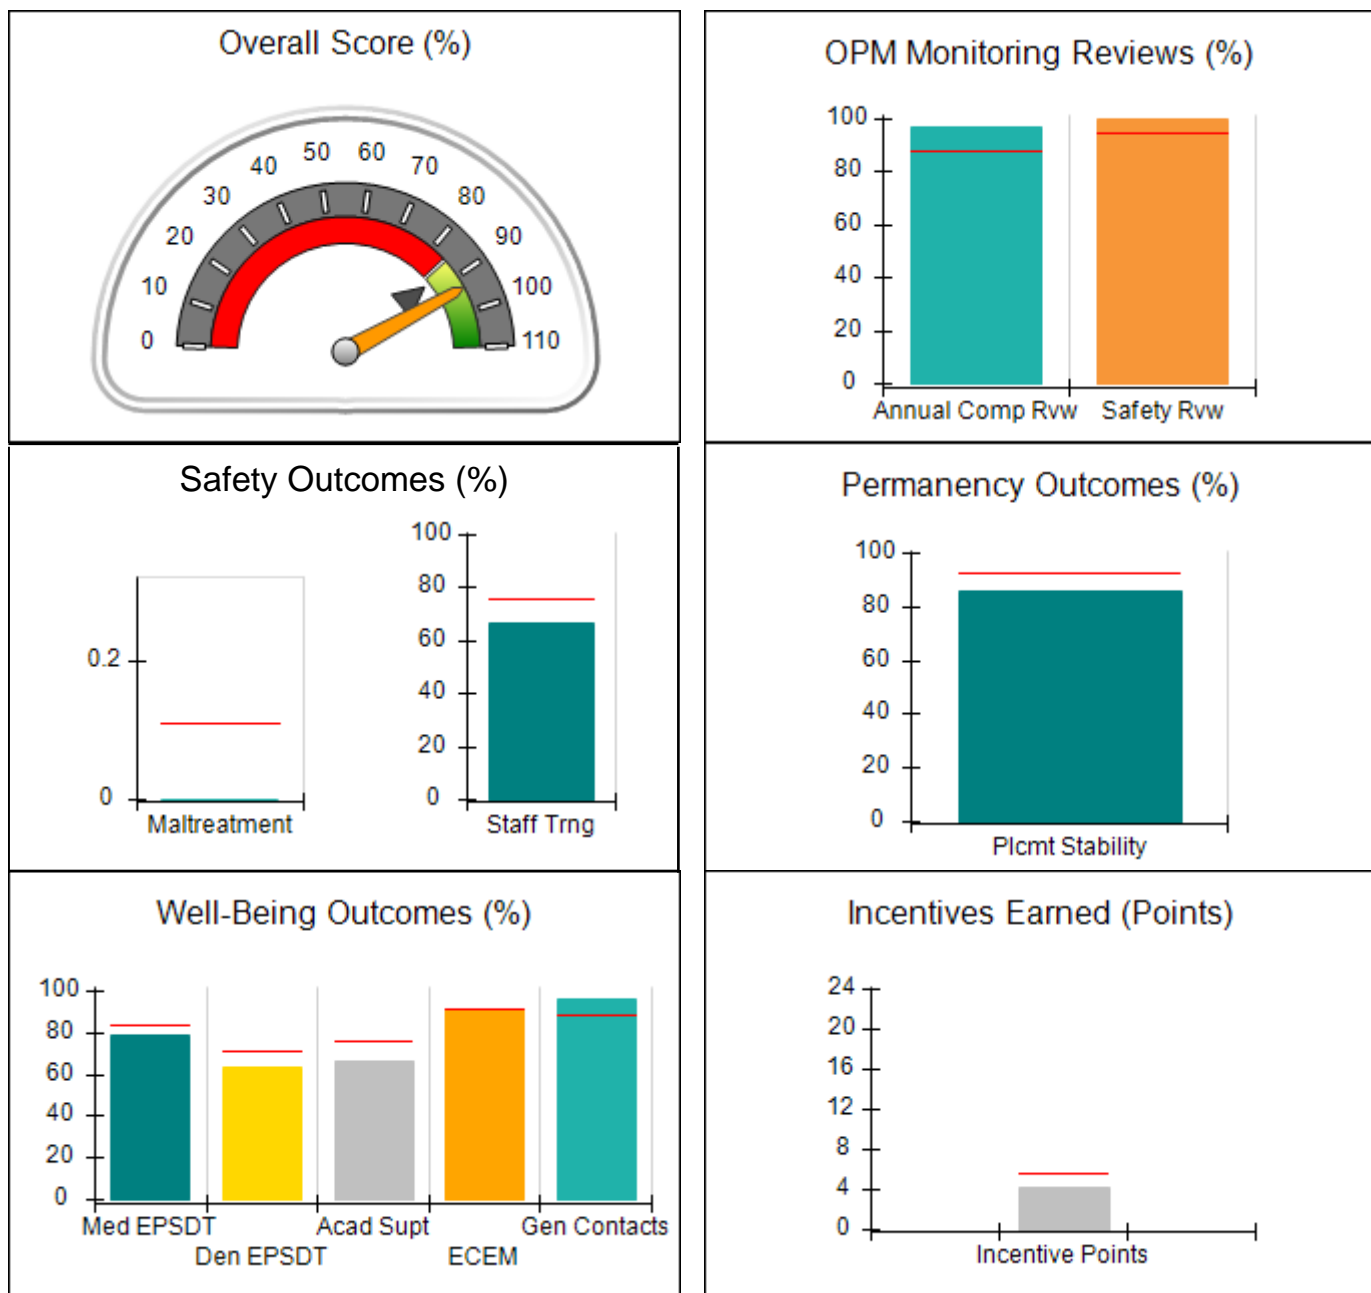 Overall Score (%)
0
10
20
30
40
50
60
70
80
90
100
110
OPM Monitoring Reviews (%)
100
80
60
40
20
0
Annual Comp Rvw
Safety Rvw
Safety Outcomes (%)
0.2
0
Maltreatment
100
80
60
40
20
0
Staff Trng
Permanency Outcomes (%)
100
80
60
40
20
0
Plcmt Stability
Well-Being Outcomes (%)
100
80
60
40
20
0
Med EPSDT
Den EPSDT
Acad Supt
ECEM
Gen Contacts
Incentives Earned (Points)
24
20
16
12
8
4
0
Incentive Points